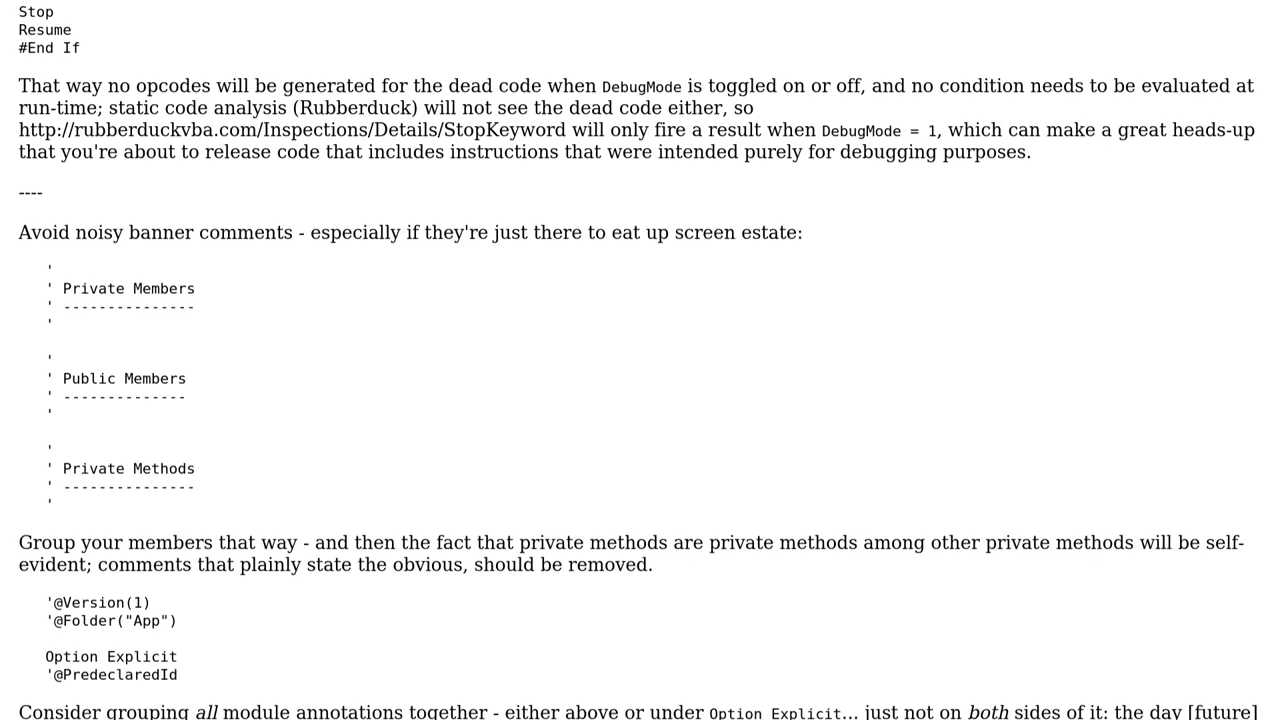 Stop
Resume
#End If
That way no opcodes will be generated for the dead code when DebugMode is toggled on or off, and no condition needs to be evaluated at
run-time; static code analysis (Rubberduck) will not see the dead code either, so
http://rubberduckvba.com/Inspections/Details/StopKeyword will only fire a result when DebugMode = 1, which can make a great heads-up
that you're about to release code that includes instructions that were intended purely for debugging purposes.
----
Avoid noisy banner comments - especially if they're just there to eat up screen estate:
'
' Private Members
' ---------------
'
'
' Public Members
' --------------
'
'
' Private Methods
' ---------------
'
Group your members that way - and then the fact that private methods are private methods among other private methods will be self-
evident; comments that plainly state the obvious, should be removed.
'@Version(1)
'@Folder("App")
Option Explicit
'@PredeclaredId
Consider grouping all module annotations together - either above or under Option Explicit... just not on both sides of it: the day [future]